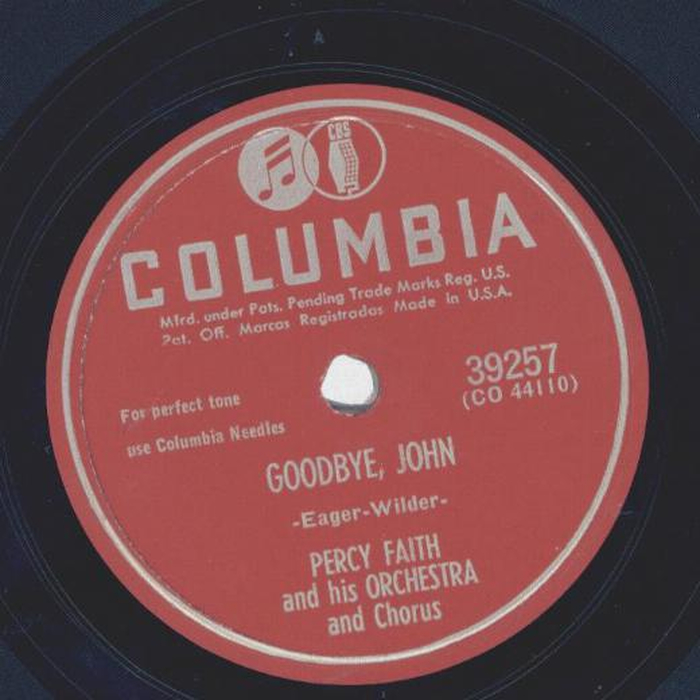 CBS
COLUMBIA
Mfrd. under Pats. Pending Trade Marks Reg. U.S.
Pat. Off. Marcas Registradas Made in U.S.A.
39257
(CO 44110)
For perfect tone
use Columbia Needles
GOODBYE, JOHN
-Eager-Wilder-
PERCY FAITH
and his ORCHESTRA
and Chorus